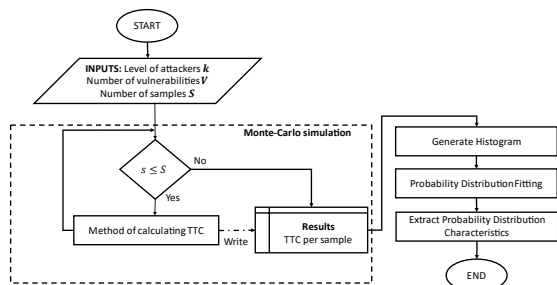 START
INPUTS: Level of attackers k
Number of vulnerabilities V
Number of samples S
Monte-Carlo simulation
s ≤ S
No
Yes
Method of calculating TTC
Write
Results
TTC per sample
Generate Histogram
Probability Distribution Fitting
Extract Probability Distribution
Characteristics
END